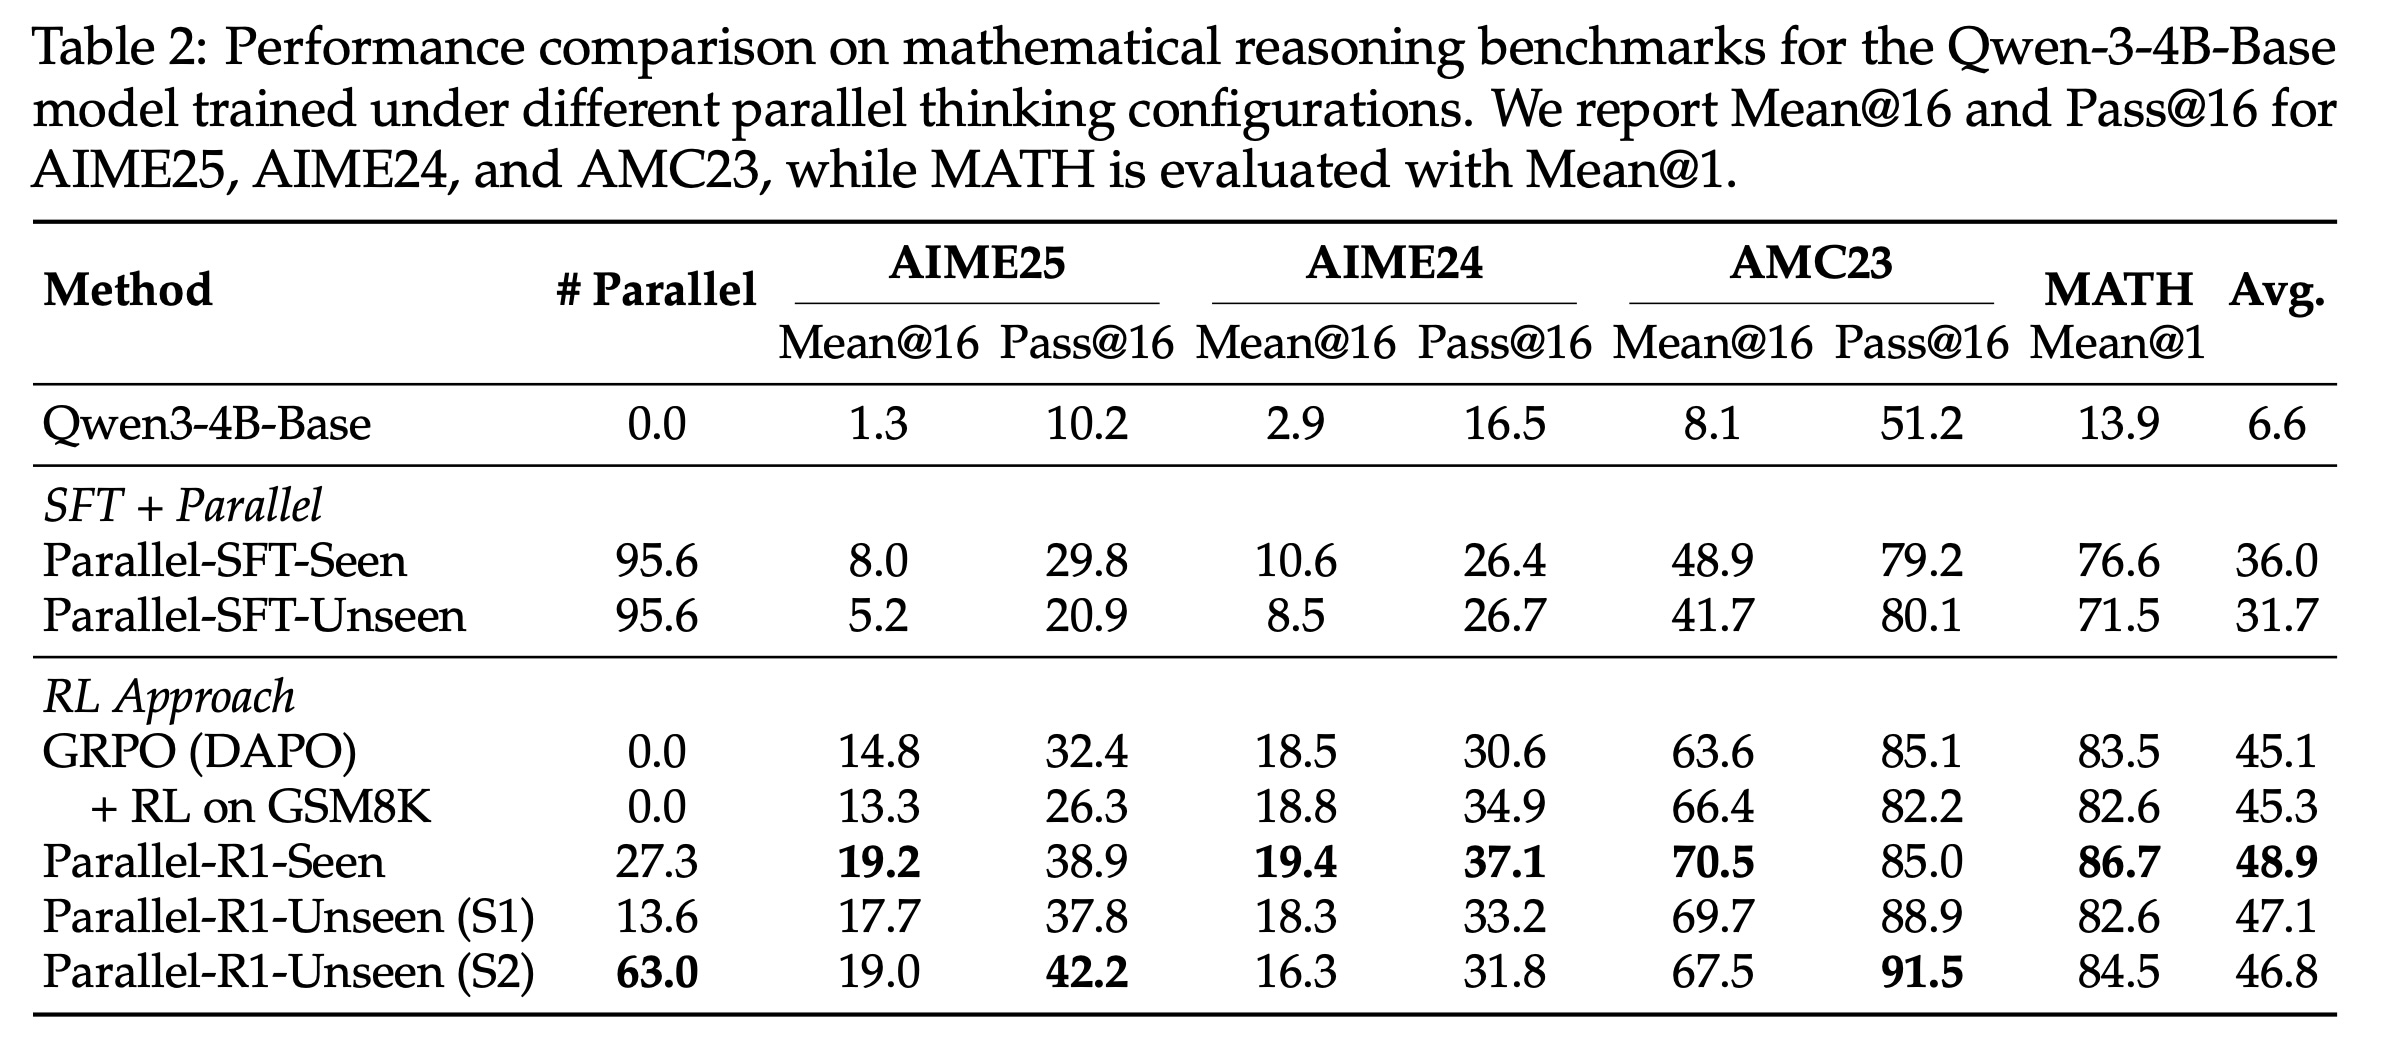 Table 2: Performance comparison on mathematical reasoning benchmarks for the Qwen-3-4B-Base
model trained under different parallel thinking configurations. We report Mean@16 and Pass@16 for
AIME25, AIME24, and AMC23, while MATH is evaluated with Mean@1.
Method # Parallel AIME25 AIME24 AMC23 MATH Avg.
Mean@16 Pass@16 Mean@16 Pass@16 Mean@16 Pass@16 Mean@1
Qwen3-4B-Base 0.0 1.3 10.2 2.9 16.5 8.1 51.2 13.9 6.6
SFT + Parallel
Parallel-SFT-Seen 95.6 8.0 29.8 10.6 26.4 48.9 79.2 76.6 36.0
Parallel-SFT-Unseen 95.6 5.2 20.9 8.5 26.7 41.7 80.1 71.5 31.7
RL Approach
GRPO (DAPO) 0.0 14.8 32.4 18.5 30.6 63.6 85.1 83.5 45.1
+ RL on GSM8K 0.0 13.3 26.3 18.8 34.9 66.4 82.2 82.6 45.3
Parallel-R1-Seen 27.3 19.2 38.9 19.4 37.1 70.5 85.0 86.7 48.9
Parallel-R1-Unseen (S1) 13.6 17.7 37.8 18.3 33.2 69.7 88.9 82.6 47.1
Parallel-R1-Unseen (S2) 63.0 19.0 42.2 16.3 31.8 67.5 91.5 84.5 46.8